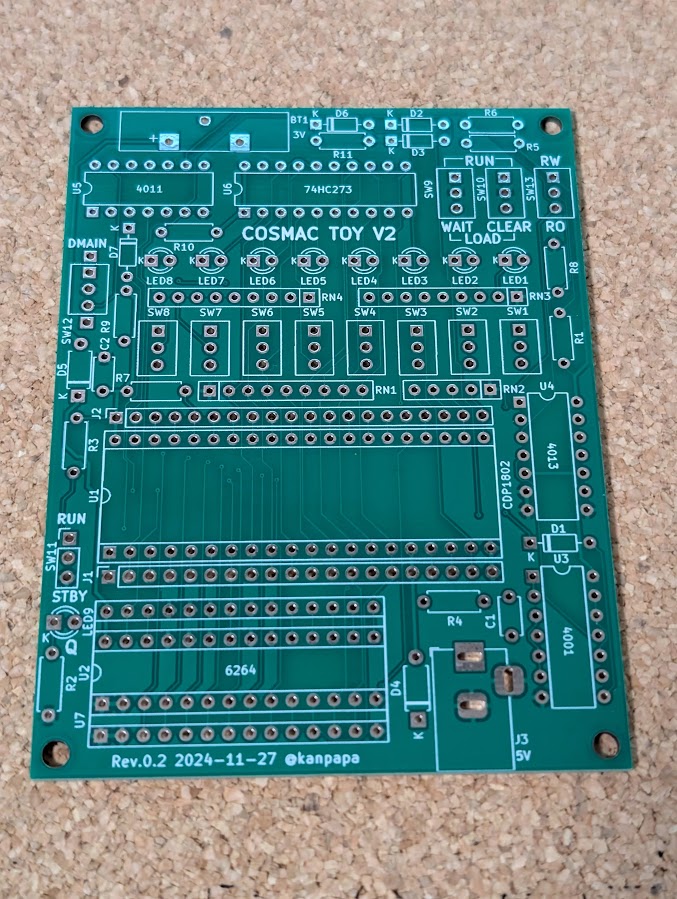 BT1
3V
+
K D6
R11
K D2
K D3
R6
R5
U5
4011
U6
74HC273
SW9
RUN
SW10
WAIT CLEAR
LOAD
RW
SW13
RO
COSMAC TOY V2
K
D7
R10
DMAIN
SW12
K LED8
K LED7
K LED6
K LED5
K LED4
K LED3
K LED2
K LED1
R8
RN4
RN3
SW8
SW7
SW6
SW5
SW4
SW3
SW2
SW1
R9
R1
C2
D5
K
R7
RN1
RN2
J2
R3
U4
4013
U1
CDP1802
RUN
SW11
STBY
J1
D1
K
U3
4001
LED9
K
Q
R4
C1
R2
U2
6264
U7
D4
K
J3
5V
Rev.0.2 2024-11-27 @kanpapa